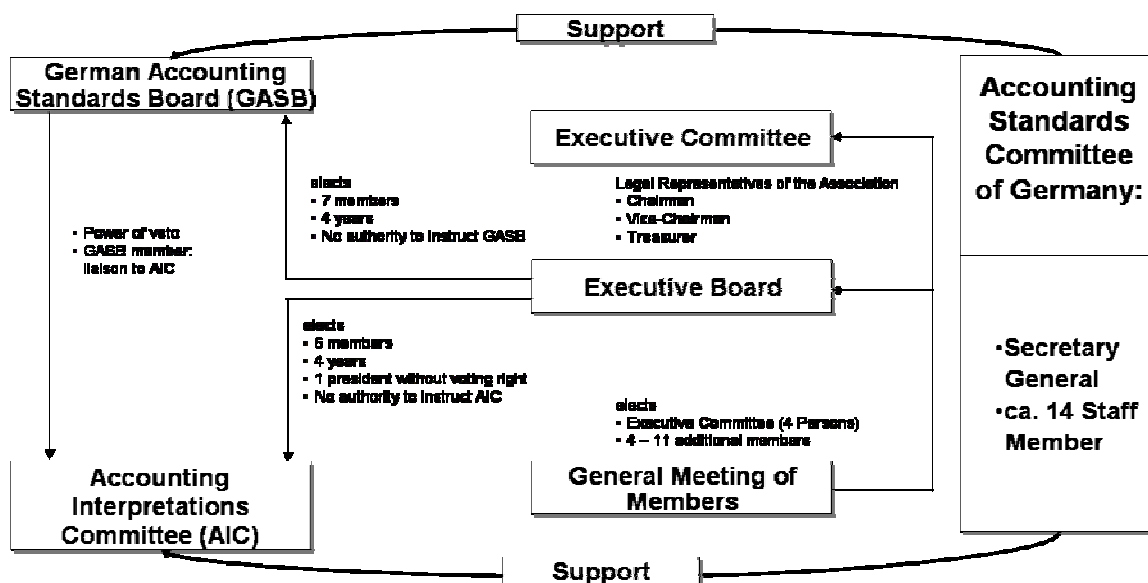 Support
German Accounting
Standards Board (GASB)
Accounting
Standards
Committee
of Germany:
Executive Committee
elects
• 7 members
• 4 years
• No authority to instruct GASB
Legal Representatives of the Association
• Chairman
• Vice-Chairman
• Treasurer
• Power of veto
• GASB member:
liaison to AIC
Executive Board
elects
members
• 4 years
• 1 president without voting right
• No authority to instruct AIC
•Secretary
General
•ca. 14 Staff
Member
elects
• Executive Committee (4 Persons)
• 4 – 11 additional members
Accounting
Interpretations
Committee (AIC)
General Meeting of
Members
Support